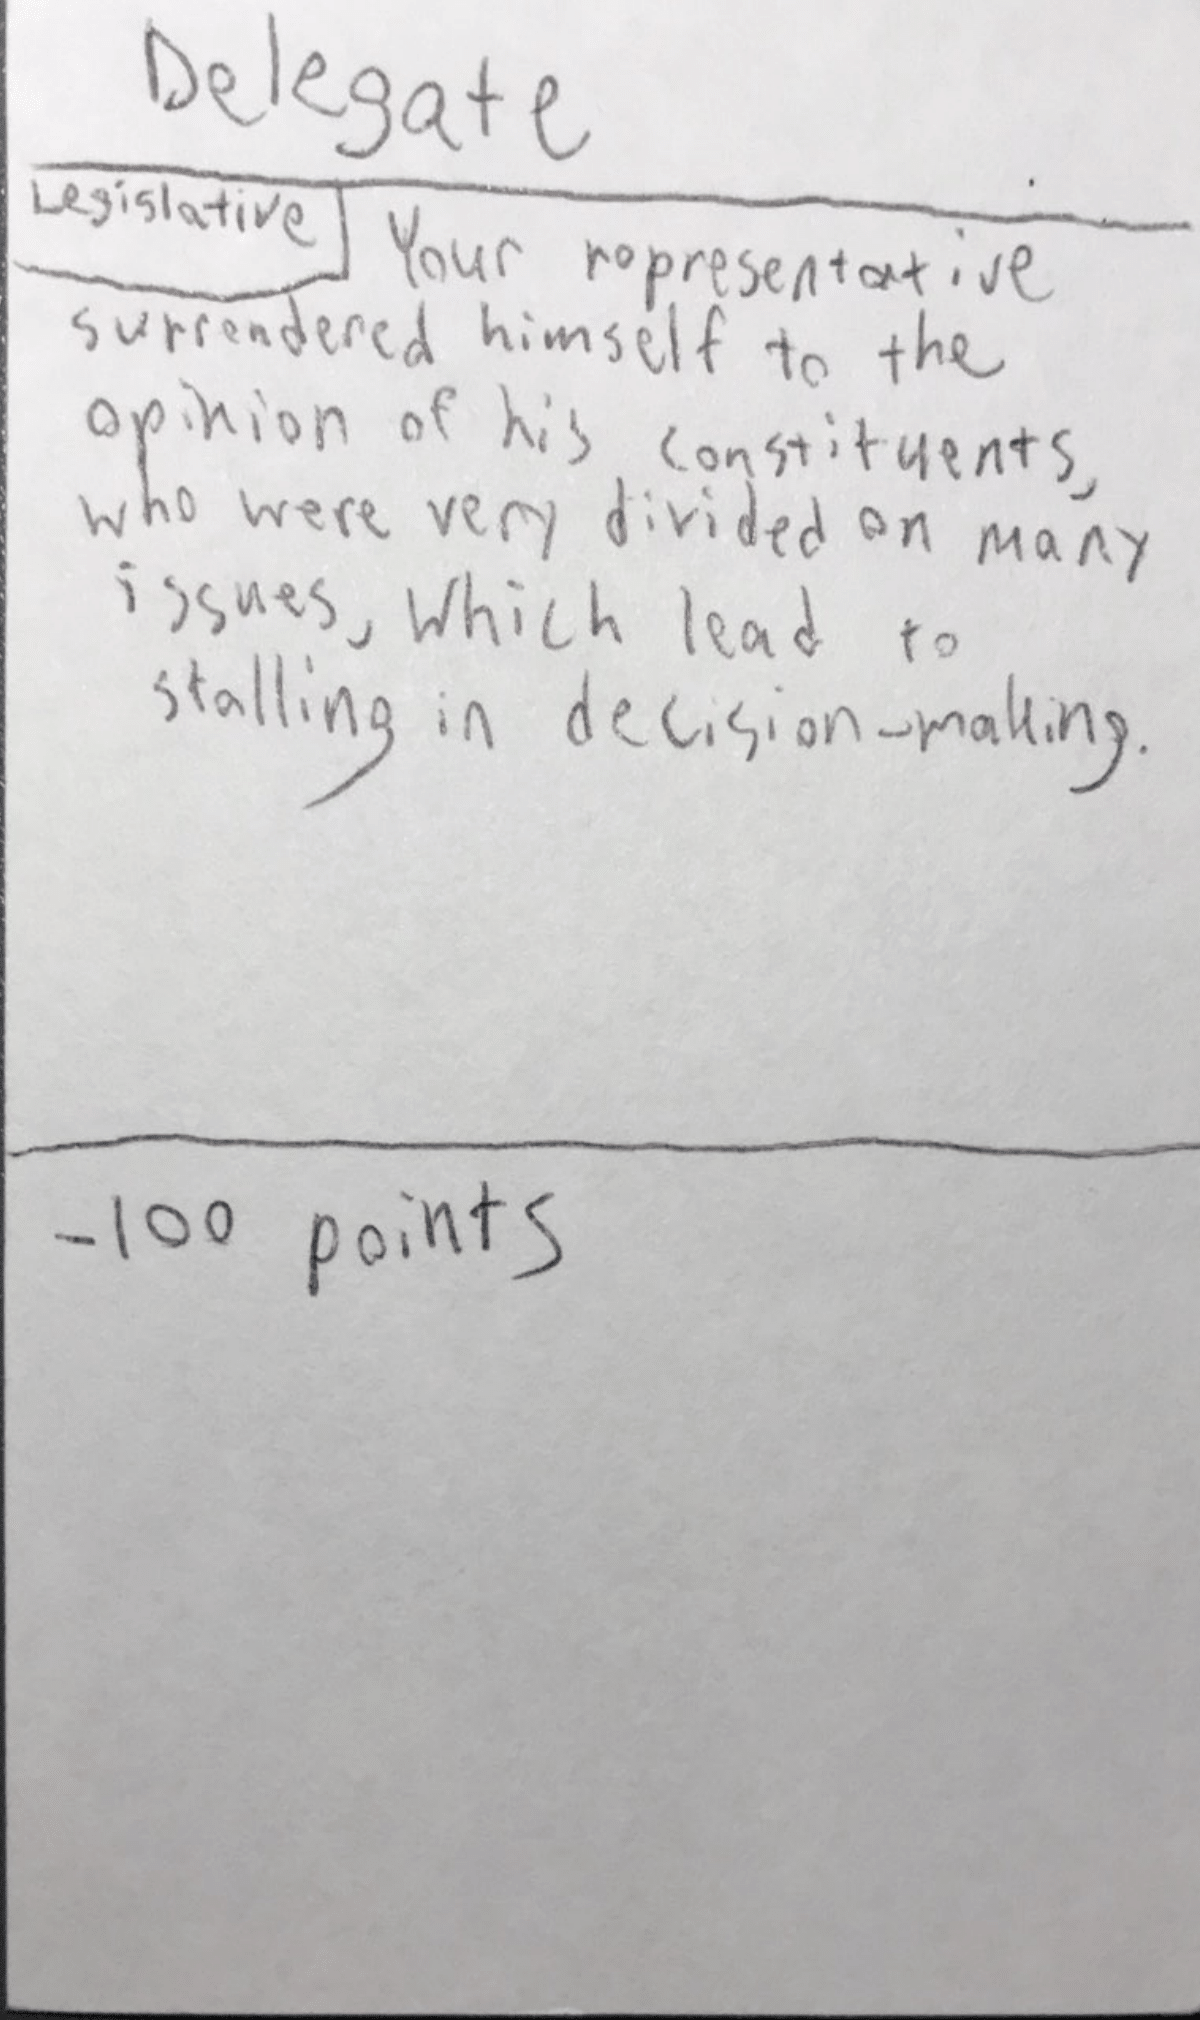 Delegate
Legislative
Your representative
surrendered himself to the
opinion of his constituents,
who were very divided on many
issues, which lead to
stalling in decision-making.
-100 points